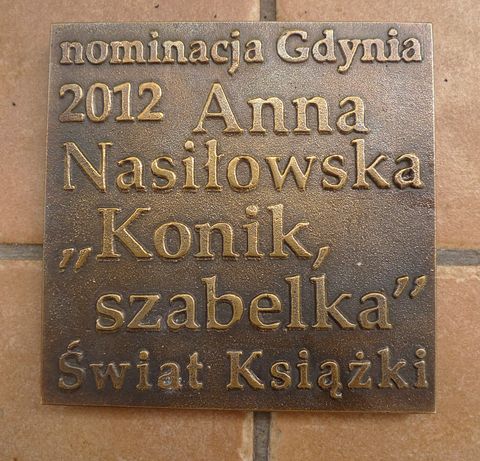 nominacja Gdynia
2012 Anna
Nasiłowska
„Konik,
szabelka”
Świat Książki